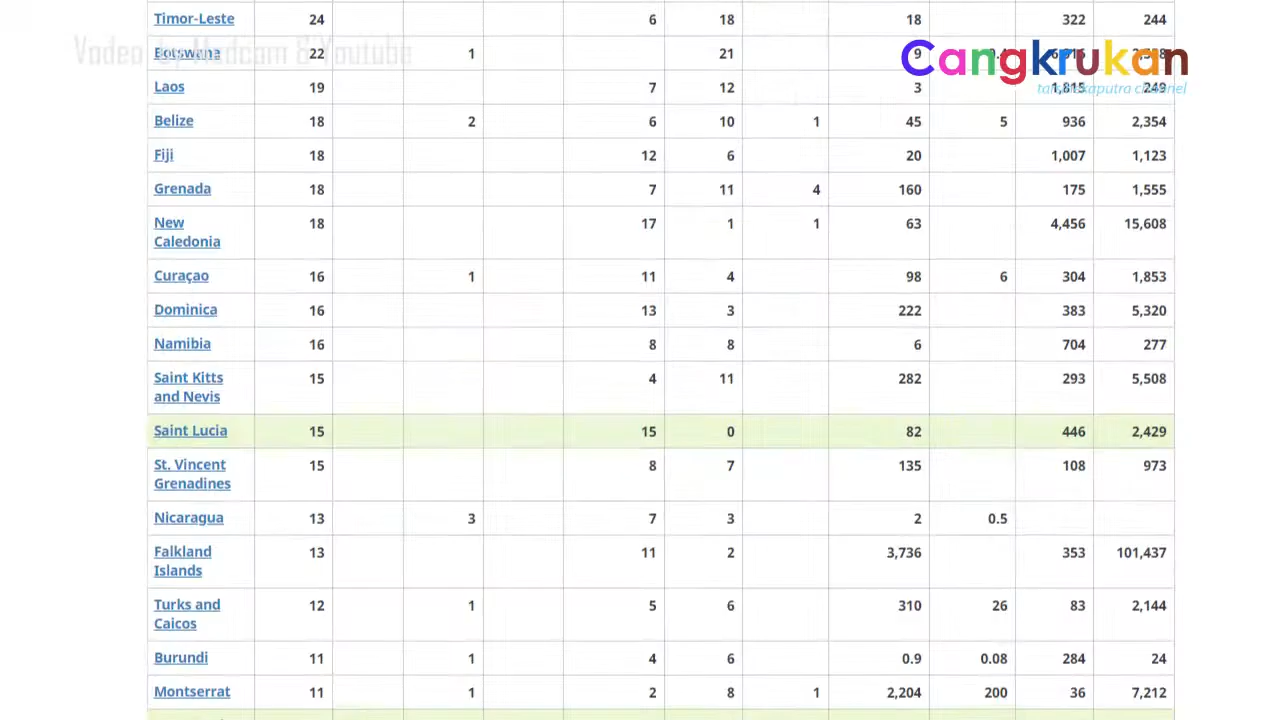 Timor-Leste 24 6 18 18 322 244
Vodeo by Medcom & Youtube
Cangkrukan
Botswana 22 1 21 9
Laos 19 7 12 3 1,815 249
Belize 18 2 6 10 1 45 5 936 2,354
Fiji 18 12 6 20 1,007 1,123
Grenada 18 7 11 4 160 175 1,555
New
Caledonia 18 17 1 1 63 4,456 15,608
Curaçao 16 1 11 4 98 6 304 1,853
Dominica 16 13 3 222 383 5,320
Namibia 16 8 8 6 704 277
Saint Kitts
and Nevis 15 4 11 282 293 5,508
Saint Lucia 15 15 0 82 446 2,429
St. Vincent
Grenadines 15 8 7 135 108 973
Nicaragua 13 3 7 3 2 0.5
Falkland
Islands 13 11 2 3,736 353 101,437
Turks and
Caicos 12 1 5 6 310 26 83 2,144
Burundi 11 1 4 6 0.9 0.08 284 24
Montserrat 11 1 2 8 1 2,204 200 36 7,212